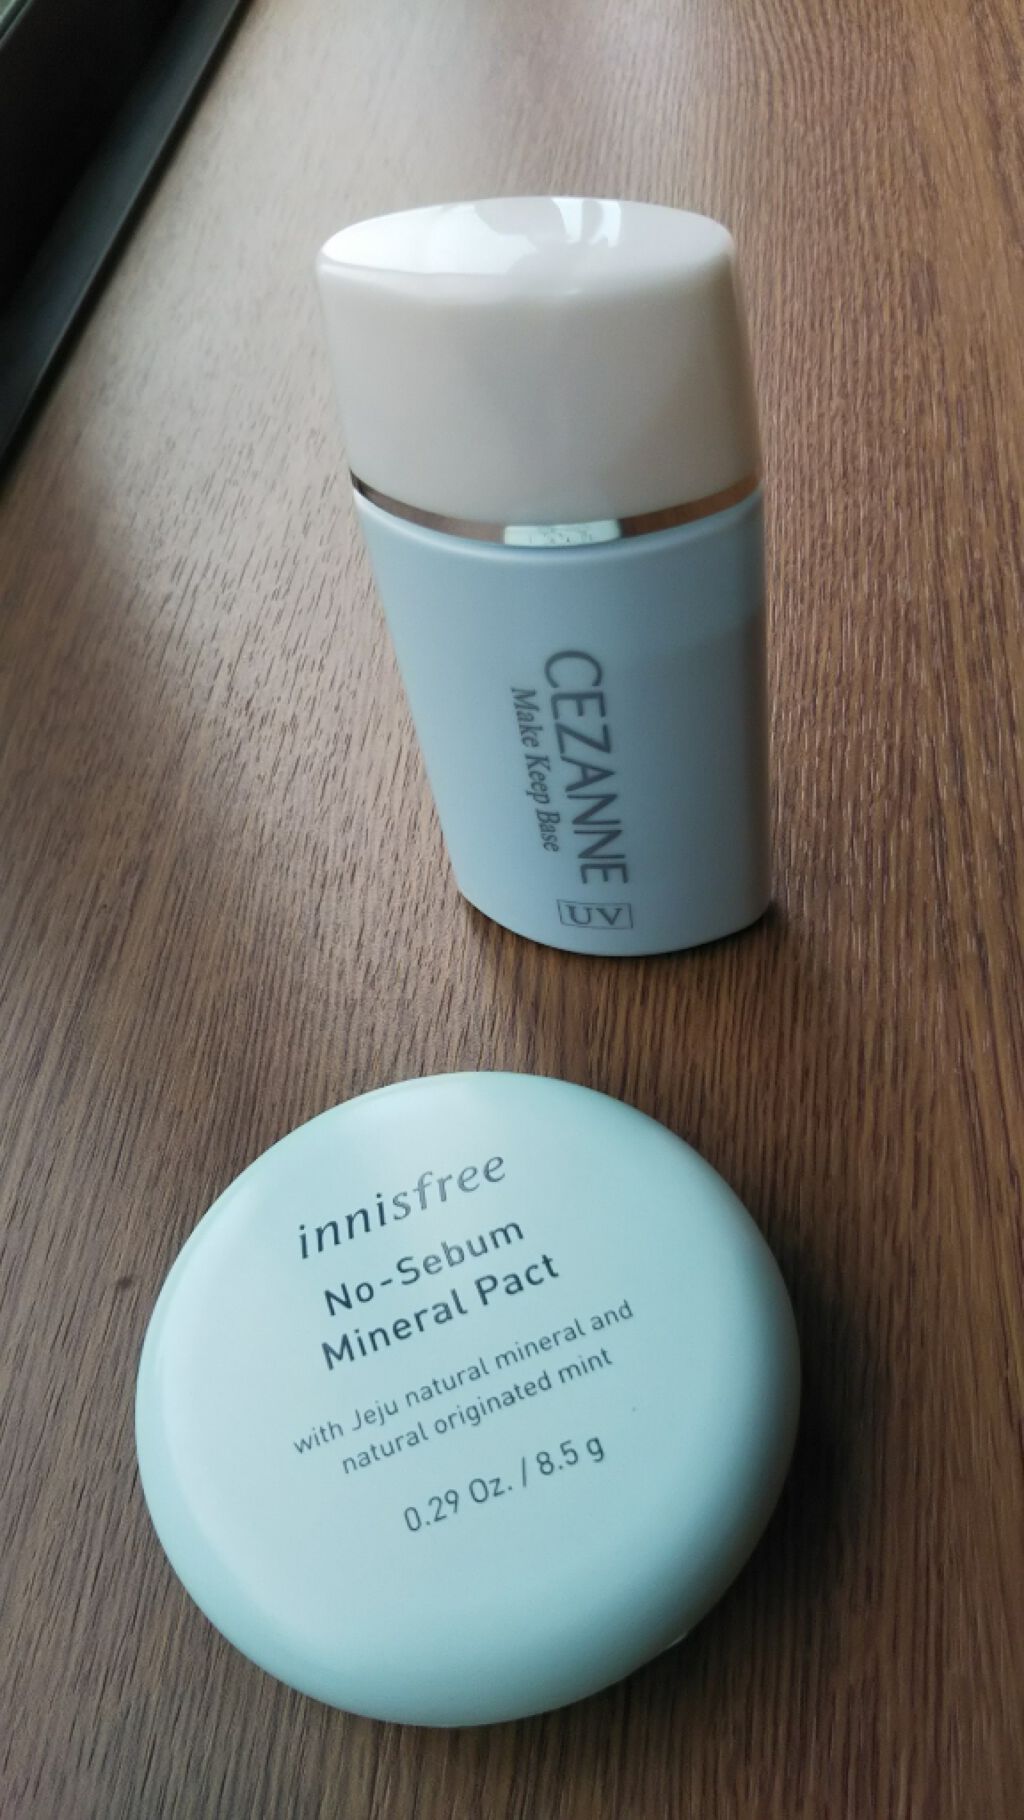 CEZANNE
Make Keep Base
UV
innisfree
No-Sebum
Mineral Pact
with Jeju natural mineral and
natural originated mint
0.29 Oz. / 8.5 g